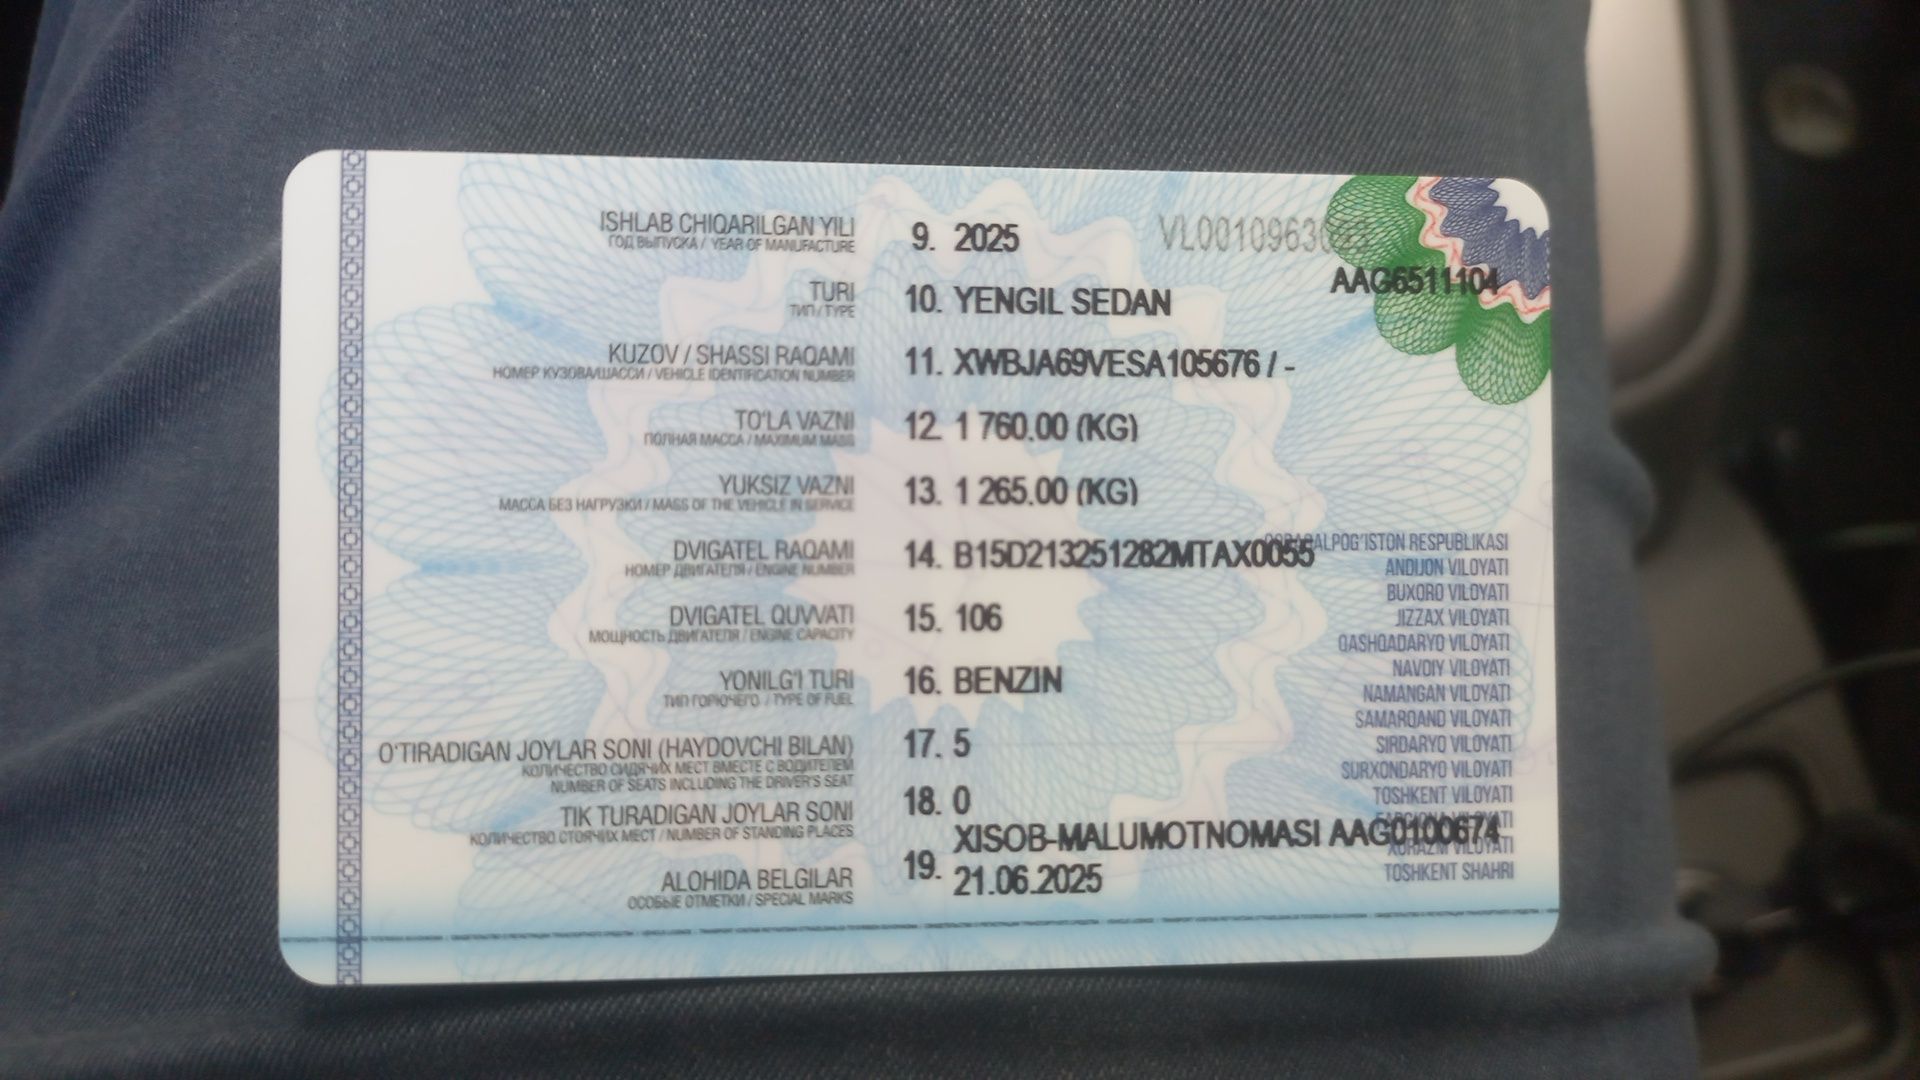 ISHLAB CHIQARILGAN YILI
ГОД ВЫПУСКА / YEAR OF MANUFACTURE
9. 2025
AAG6511104
TURI
ТИП / TYPE
10. YENGIL SEDAN
KUZOV / SHASSI RAQAMI
НОМЕР КУЗОВА/ШАССИ / VEHICLE IDENTIFICATION NUMBER
11. XWBJA69VESA105676 / -
TO‘LA VAZNI
ПОЛНАЯ МАССА / MAXIMUM MASS
12. 1 760.00 (KG)
YUKSIZ VAZNI
МАССА БЕЗ НАГРУЗКИ / MASS OF THE VEHICLE IN SERVICE
13. 1 265.00 (KG)
DVIGATEL RAQAMI
НОМЕР ДВИГАТЕЛЯ / ENGINE NUMBER
14. B15D213251282MTAX0055
DVIGATEL QUVVATI
МОЩНОСТЬ ДВИГАТЕЛЯ / ENGINE CAPACITY
15. 106
YONILG‘I TURI
ТИП ГОРЮЧЕГО / TYPE OF FUEL
16. BENZIN
O‘TIRADIGAN JOYLAR SONI (HAYDOVCHI BILAN)
КОЛИЧЕСТВО СИДЯЧИХ МЕСТ ВМЕСТЕ С ВОДИТЕЛЕМ
NUMBER OF SEATS INCLUDING THE DRIVER'S SEAT
17. 5
TIK TURADIGAN JOYLAR SONI
КОЛИЧЕСТВО СТОЯЧИХ МЕСТ / NUMBER OF STANDING PLACES
18. 0
ALOHIDA BELGILAR
ОСОБЫЕ ОТМЕТКИ / SPECIAL MARKS
19. XISOB-MALUMOTNOMASI AAG0100674
21.06.2025
RESPUBLIKASI
ANDIJON VILOYATI
BUXORO VILOYATI
JIZZAX VILOYATI
QASHQADARYO VILOYATI
NAVOIY VILOYATI
NAMANGAN VILOYATI
SAMARQAND VILOYATI
SIRDARYO VILOYATI
SURXONDARYO VILOYATI
TOSHKENT VILOYATI
XORAZM VILOYATI
TOSHKENT SHAHRI